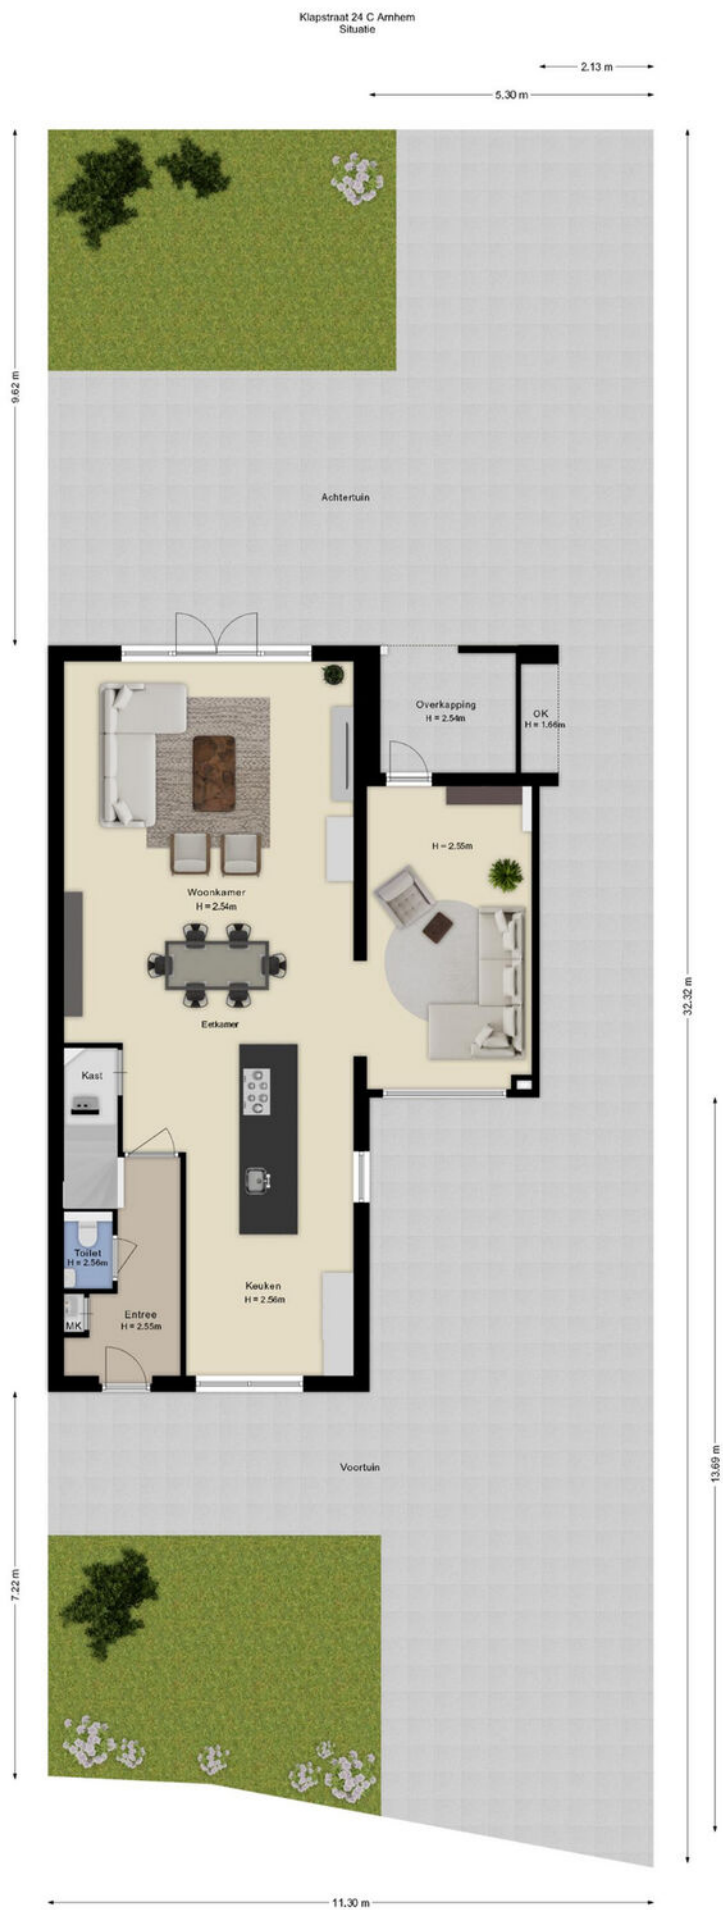 Klapstraat 24 C Arnhem
Situatie
2.13 m
5.30 m
9.62 m
Achtertuin
Overkapping
H = 2.54m
OK
H = 1.66m
H = 2.55m
Woonkamer
H = 2.54m
Eetkamer
32.32 m
Kast
Toilet
H = 2.56m
Keuken
H = 2.56m
Entree
H = 2.55m
MK
Voortuin
13.69 m
7.22 m
11.30 m